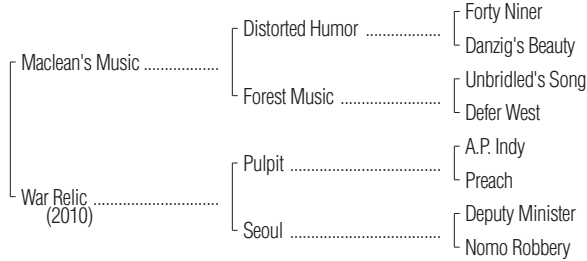 Forty Niner
Distorted Humor ..................
Danzig's Beauty
Maclean's Music .................
Unbridled's Song
Forest Music ........................
Defer West
A.P. Indy
Pulpit ...................................
Preach
War Relic .............................
(2010)
Deputy Minister
Seoul ...................................
Nomo Robbery